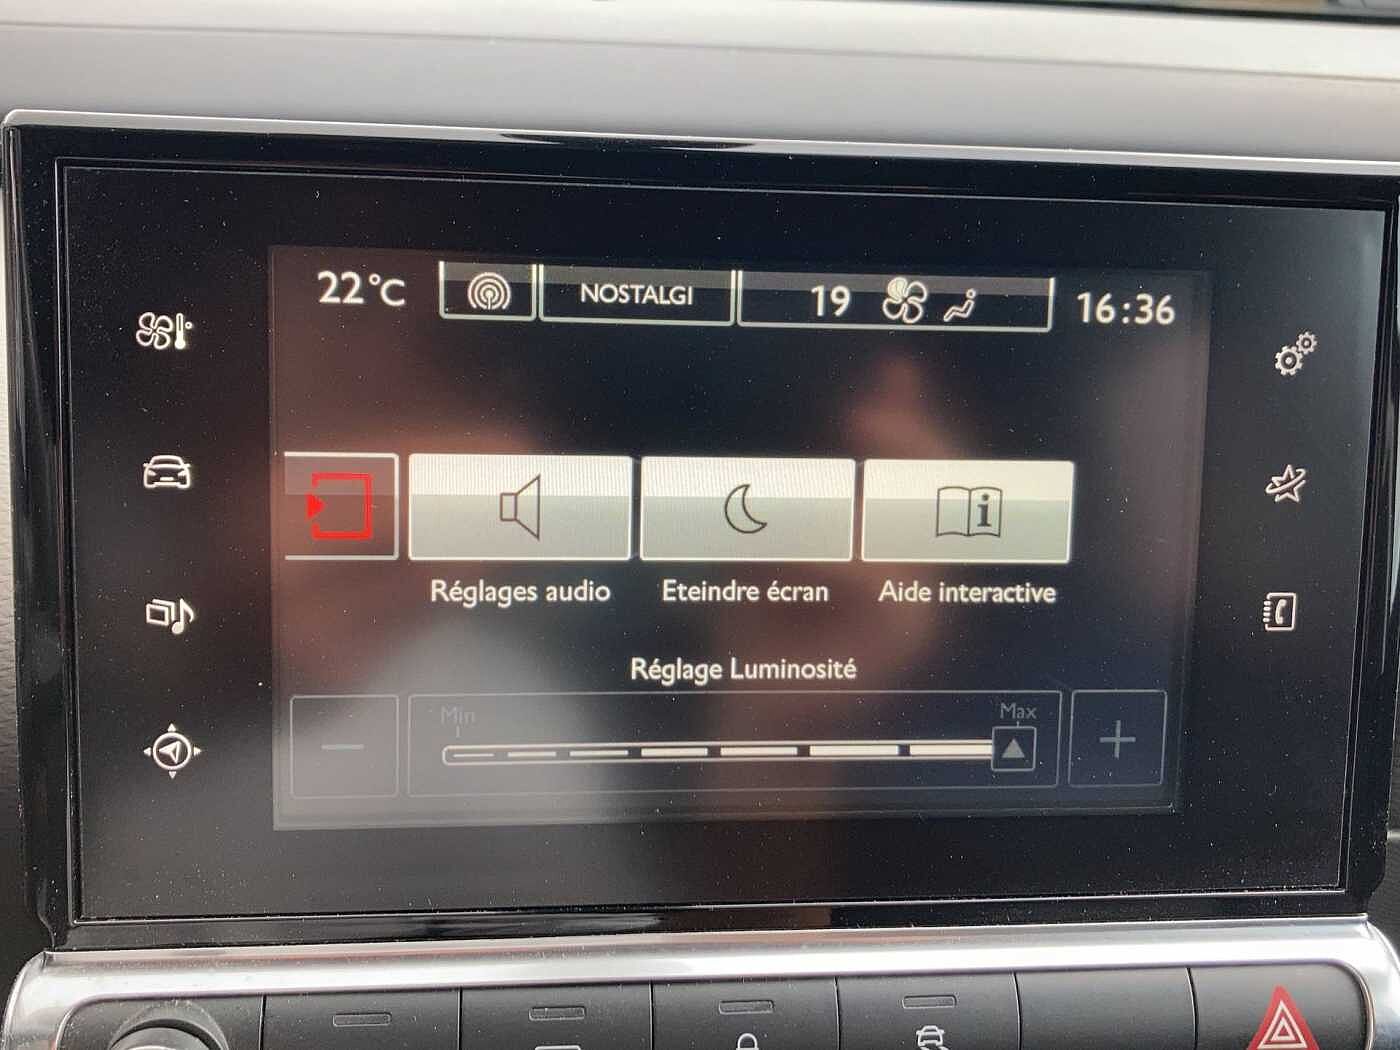 22°C
NOSTALGI
19
16:36
Réglages audio
Eteindre écran
Aide interactive
Réglage Luminosité
Min
Max